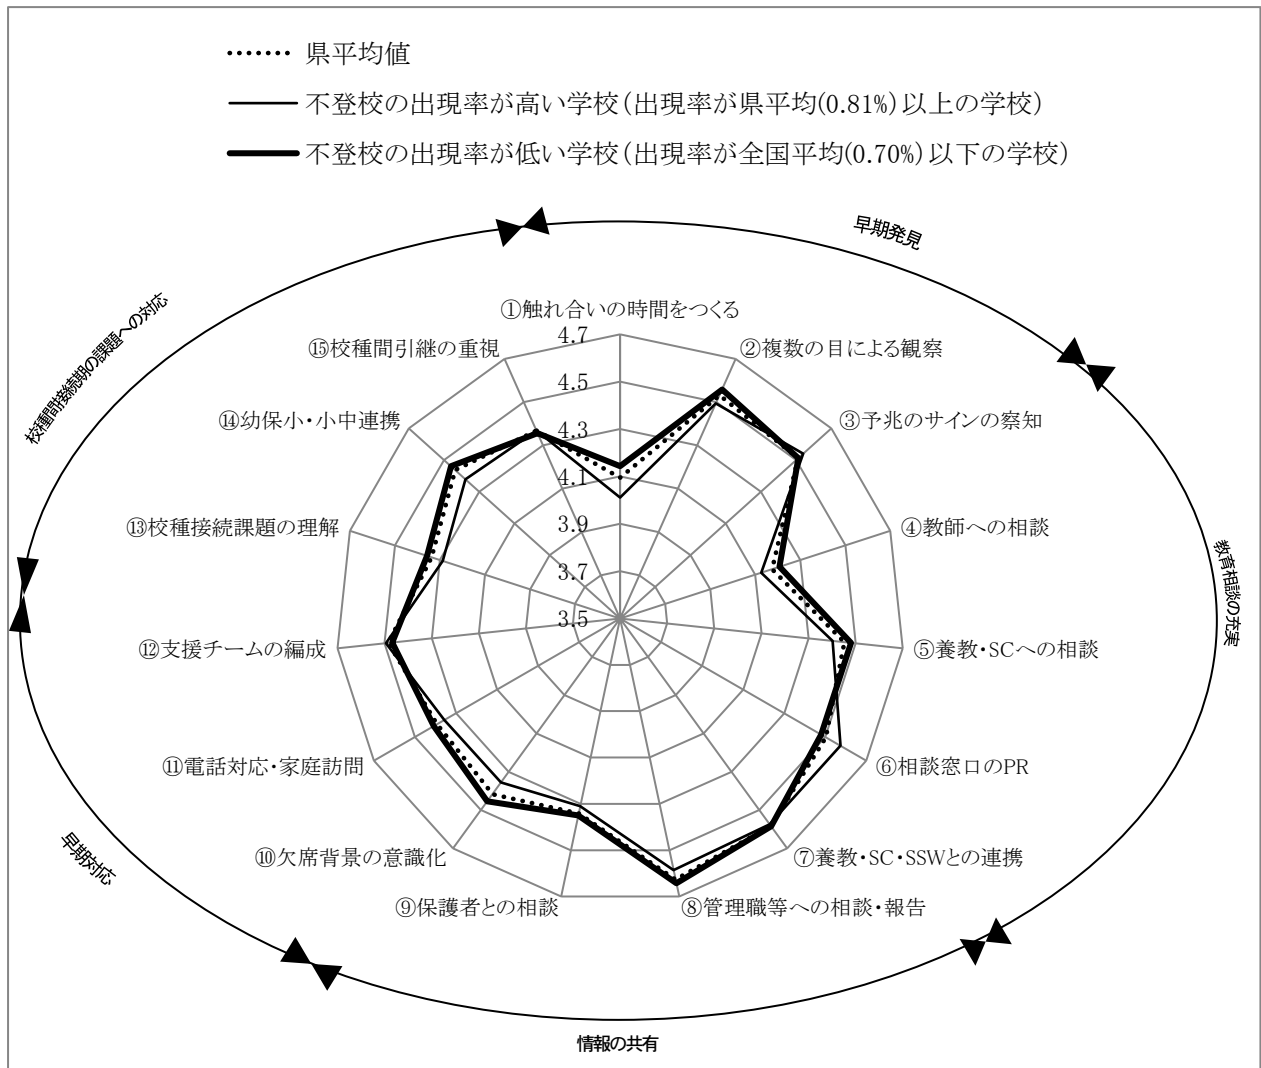 県平均値
不登校の出現率が高い学校（出現率が県平均(0.81%)以上の学校）
不登校の出現率が低い学校（出現率が全国平均(0.70%)以下の学校）
早期発見
①触れ合いの時間をつくる
②複数の目による観察
③予兆のサインの察知
④教師への相談
⑤養教・SCへの相談
⑥相談窓口のPR
⑦養教・SC・SSWとの連携
⑧管理職等への相談・報告
⑨保護者との相談
⑩欠席背景の意識化
⑪電話対応・家庭訪問
⑫支援チームの編成
⑬校種接続課題の理解
⑭幼保小・小中連携
⑮校種間引継の重視
4.7
4.5
4.3
4.1
3.9
3.7
3.5
教育相談の充実
情報の共有
早期対応
校種間接続期の課題への対応